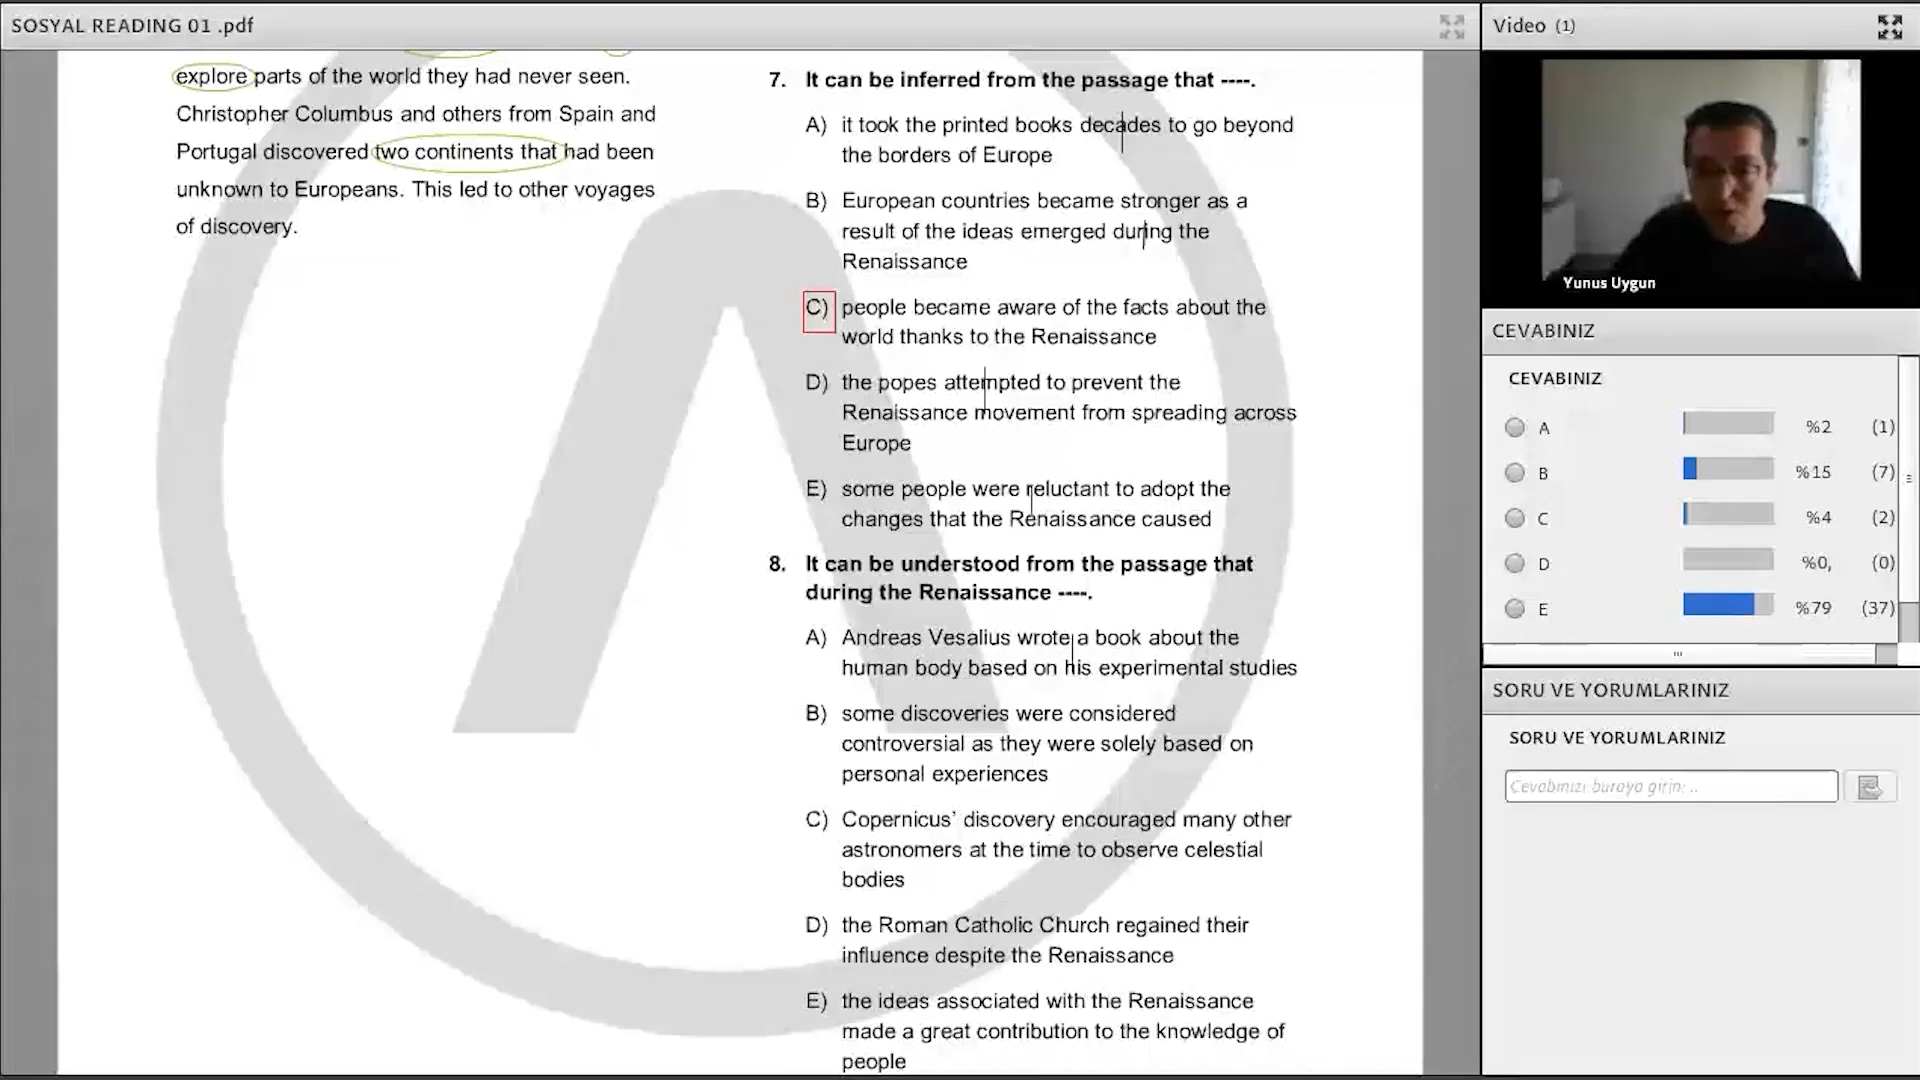 SOSYAL READING 01 .pdf
explore parts of the world they had never seen.
Christopher Columbus and others from Spain and
Portugal discovered two continents that had been
unknown to Europeans. This led to other voyages
of discovery.
7. It can be inferred from the passage that ----.
A) it took the printed books decades to go beyond
the borders of Europe
B) European countries became stronger as a
result of the ideas emerged during the
Renaissance
C) people became aware of the facts about the
world thanks to the Renaissance
D) the popes attempted to prevent the
Renaissance movement from spreading across
Europe
E) some people were reluctant to adopt the
changes that the Renaissance caused
8. It can be understood from the passage that
during the Renaissance ----.
A) Andreas Vesalius wrote a book about the
human body based on his experimental studies
B) some discoveries were considered
controversial as they were solely based on
personal experiences
C) Copernicus' discovery encouraged many other
astronomers at the time to observe celestial
bodies
D) the Roman Catholic Church regained their
influence despite the Renaissance
E) the ideas associated with the Renaissance
made a great contribution to the knowledge of
people
Video (1)
Yunus Uygun
CEVABINIZ
CEVABINIZ
A %2 (1)
B %15 (7)
C %4 (2)
D %0, (0)
E %79 (37)
SORU VE YORUMLARINIZ
SORU VE YORUMLARINIZ
Cevabınızı buraya girin: ..